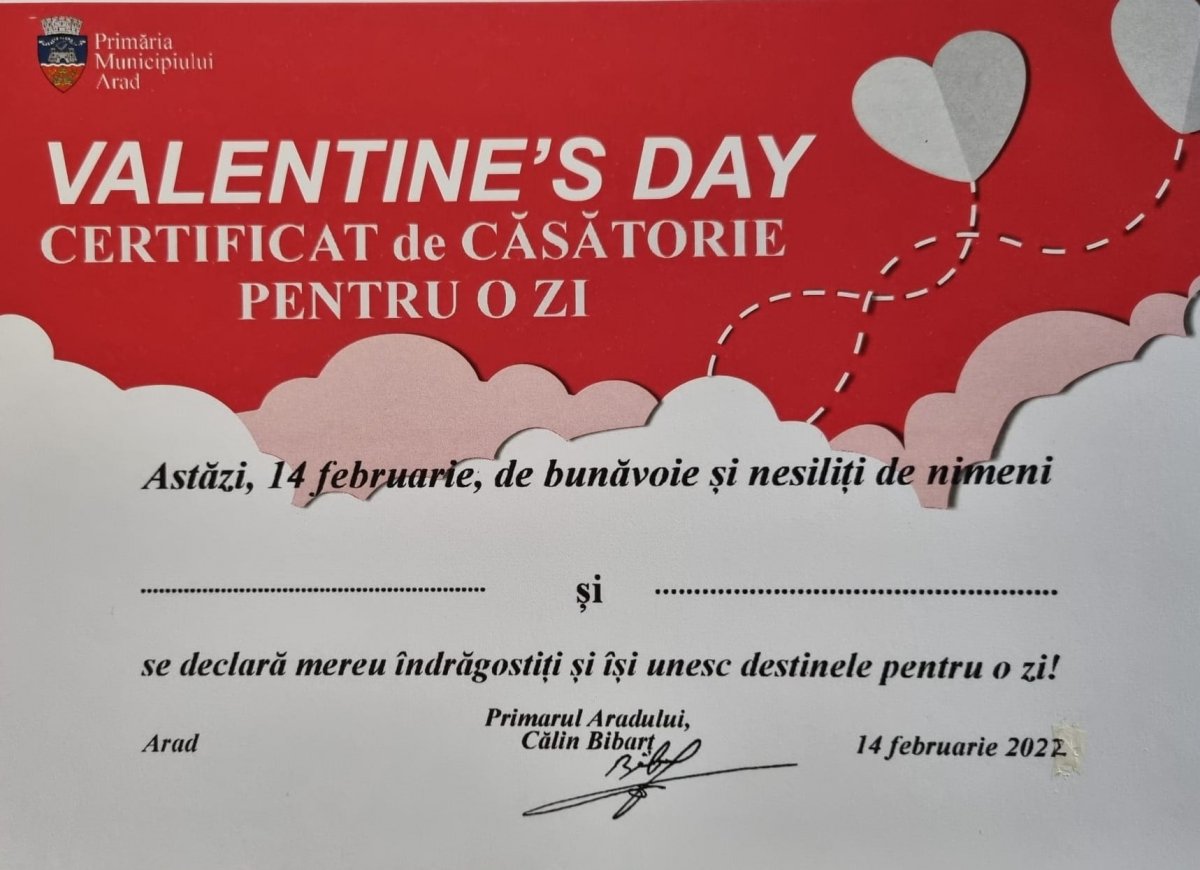 Primăria
Municipiului
Arad
VALENTINE'S DAY
CERTIFICAT de CĂSĂTORIE
PENTRU O ZI
Astăzi, 14 februarie, de bunăvoie și nesiliți de nimeni
și
se declară mereu îndrăgostiți și își unesc destinele pentru o zi!
Primarul Aradului,
Călin Bibarț
Arad
14 februarie 2022